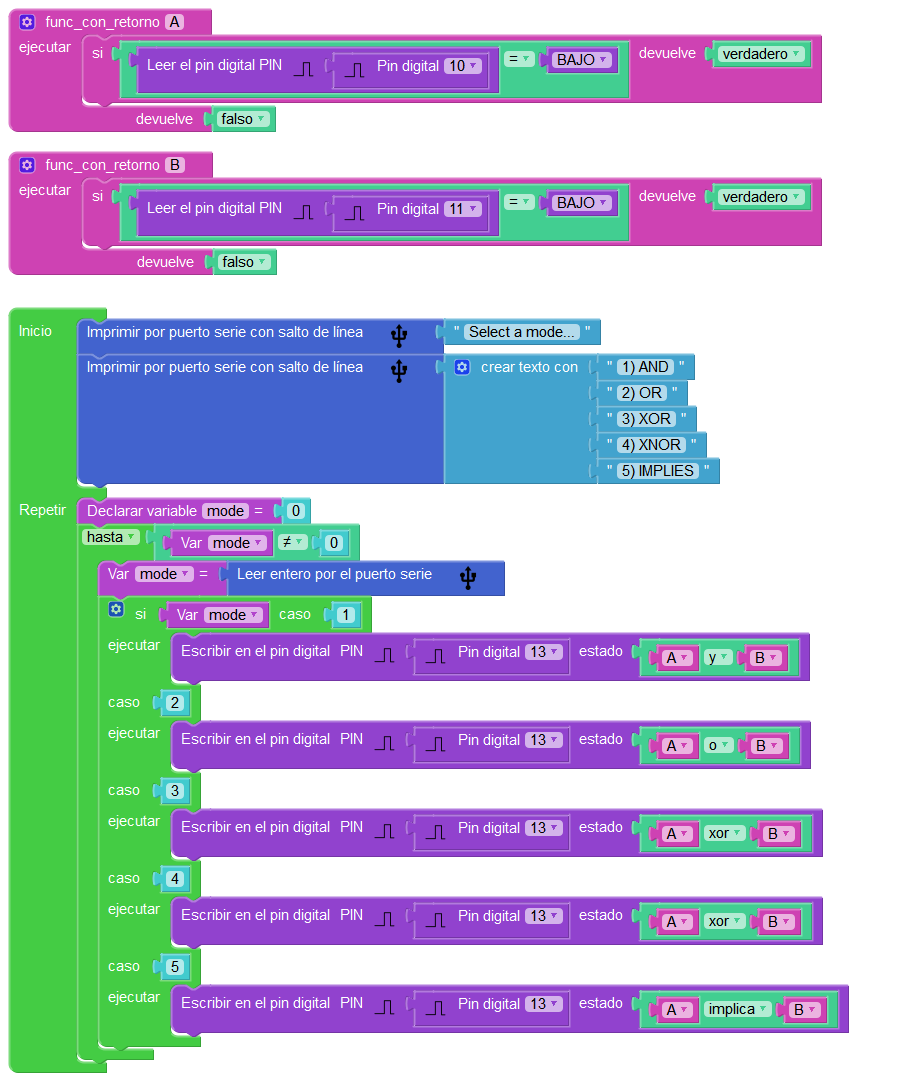 func_con_retorno A
ejecutar si Leer el pin digital PIN Pin digital 10 = BAJO devuelve verdadero
devuelve falso
func_con_retorno B
ejecutar si Leer el pin digital PIN Pin digital 11 = BAJO devuelve verdadero
devuelve falso
Inicio Imprimir por puerto serie con salto de línea " Select a mode... "
Imprimir por puerto serie con salto de línea crear texto con " 1) AND "
" 2) OR "
" 3) XOR "
" 4) XNOR "
" 5) IMPLIES "
Repetir Declarar variable mode = 0
hasta Var mode ≠ 0
Var mode = Leer entero por el puerto serie
si Var mode caso 1
ejecutar Escribir en el pin digital PIN Pin digital 13 estado A y B
caso 2
ejecutar Escribir en el pin digital PIN Pin digital 13 estado A o B
caso 3
ejecutar Escribir en el pin digital PIN Pin digital 13 estado A xor B
caso 4
ejecutar Escribir en el pin digital PIN Pin digital 13 estado A xor B
caso 5
ejecutar Escribir en el pin digital PIN Pin digital 13 estado A implica B